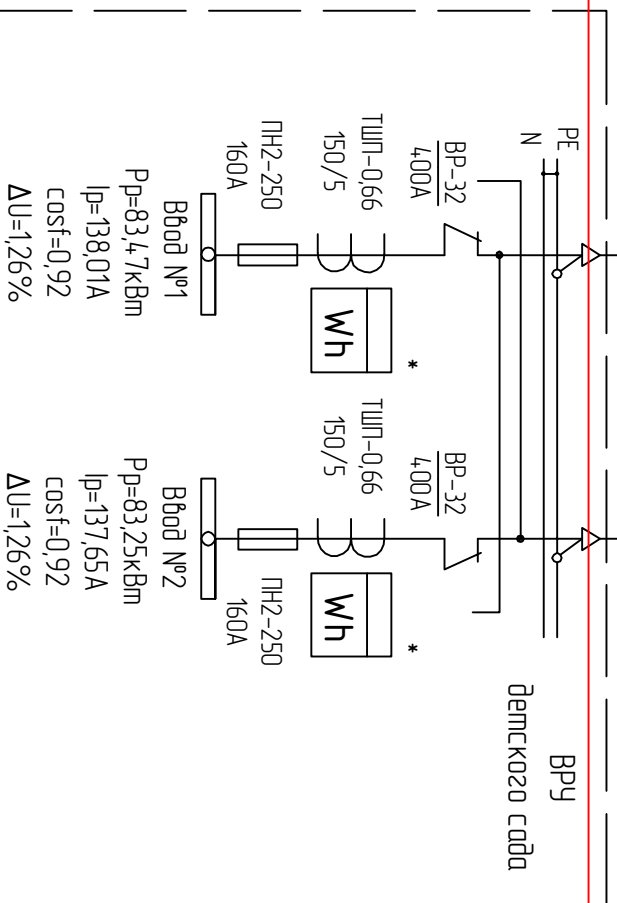 PE
N
ВРУ
детского сада
ВР-32
400А
ТШП-0,66
150/5
ПН2-250
160А
Wh
*
Ввод №1
Рр=83,47кВт
Iр=138,01А
cosf=0,92
ΔU=1,26%
ВР-32
400А
ТШП-0,66
150/5
ПН2-250
160А
Wh
*
Ввод №2
Рр=83,25кВт
Iр=137,65А
cosf=0,92
ΔU=1,26%